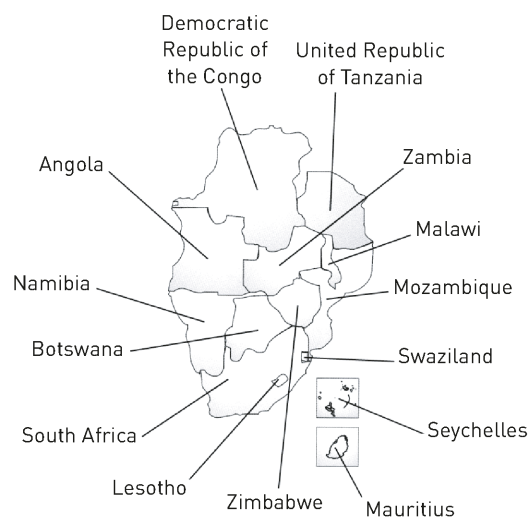 Democratic
Republic of
the Congo
United Republic
of Tanzania
Angola
Zambia
Malawi
Namibia
Mozambique
Botswana
Swaziland
South Africa
Seychelles
Lesotho
Zimbabwe
Mauritius